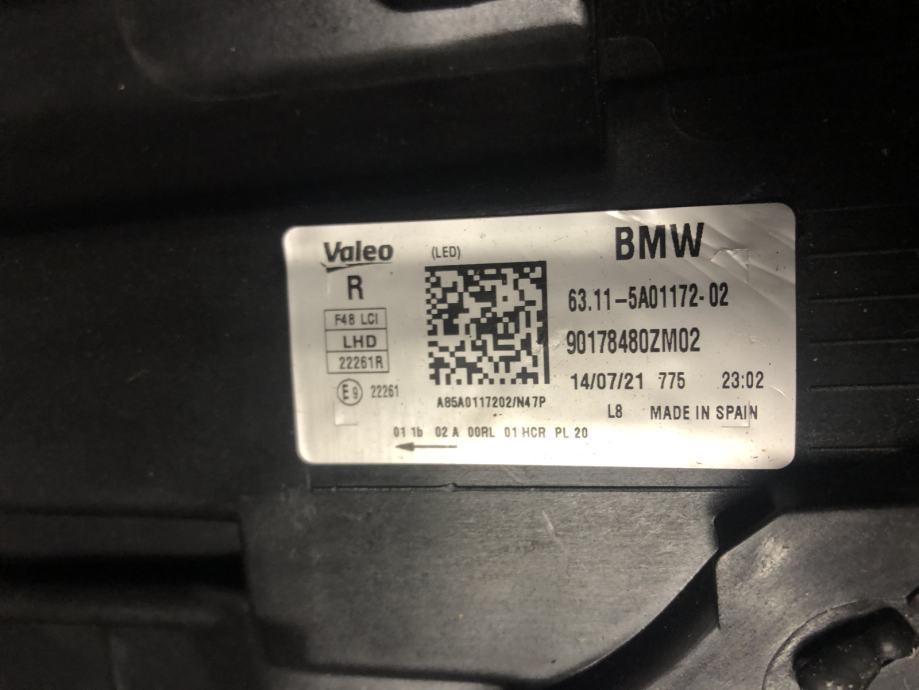 Valeo (LED) BMW
R
63.11-5A01172-02
F48 LCI
LHD
90178480ZM02
22261R
14/07/21 775 23:02
E9 22261
A85A0117202/N47P
L8 MADE IN SPAIN
01 1b 02 A 00RL 01 HCR PL 20